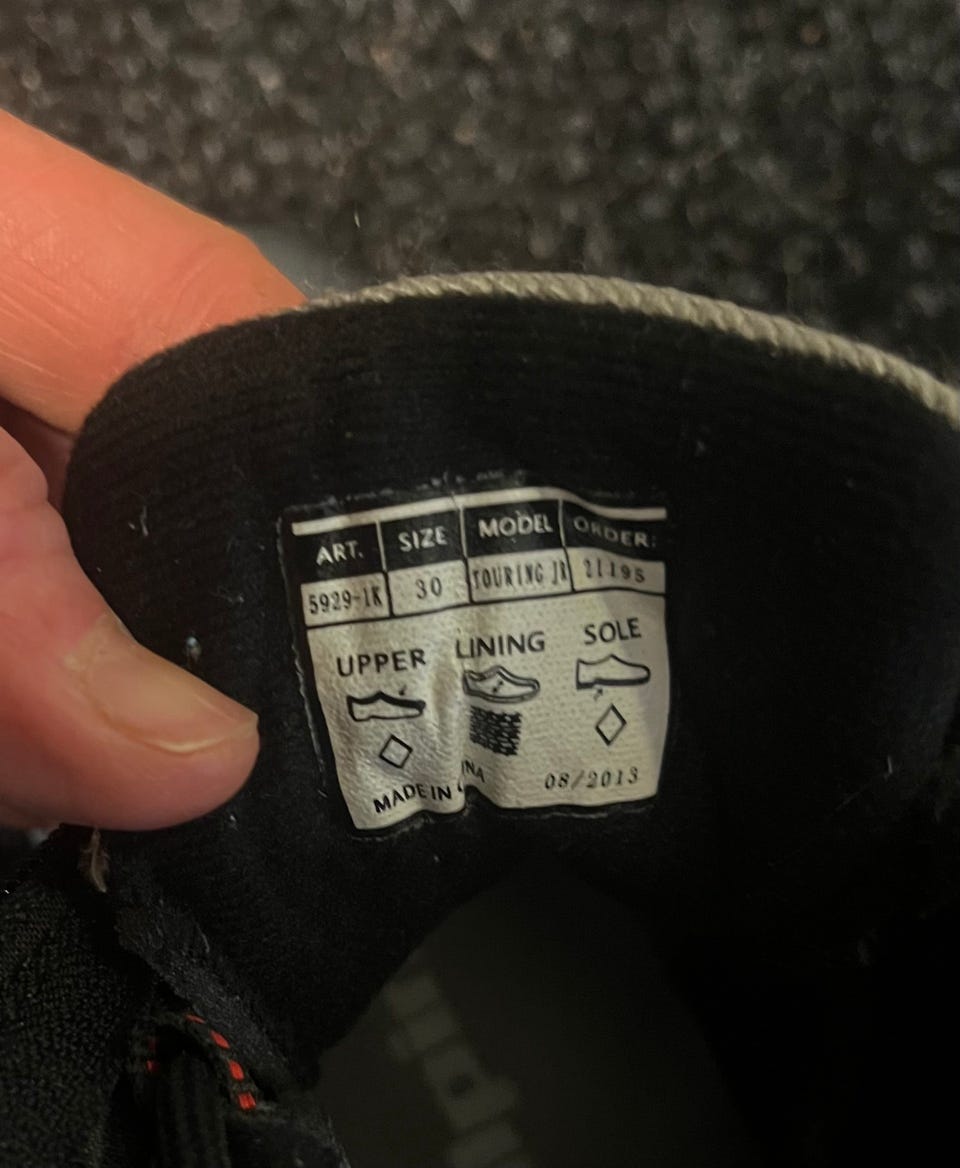 ART. SIZE MODEL ORDER:
5929-1K 30 TOURING JR 21195
UPPER LINING SOLE
MADE IN 08/2013